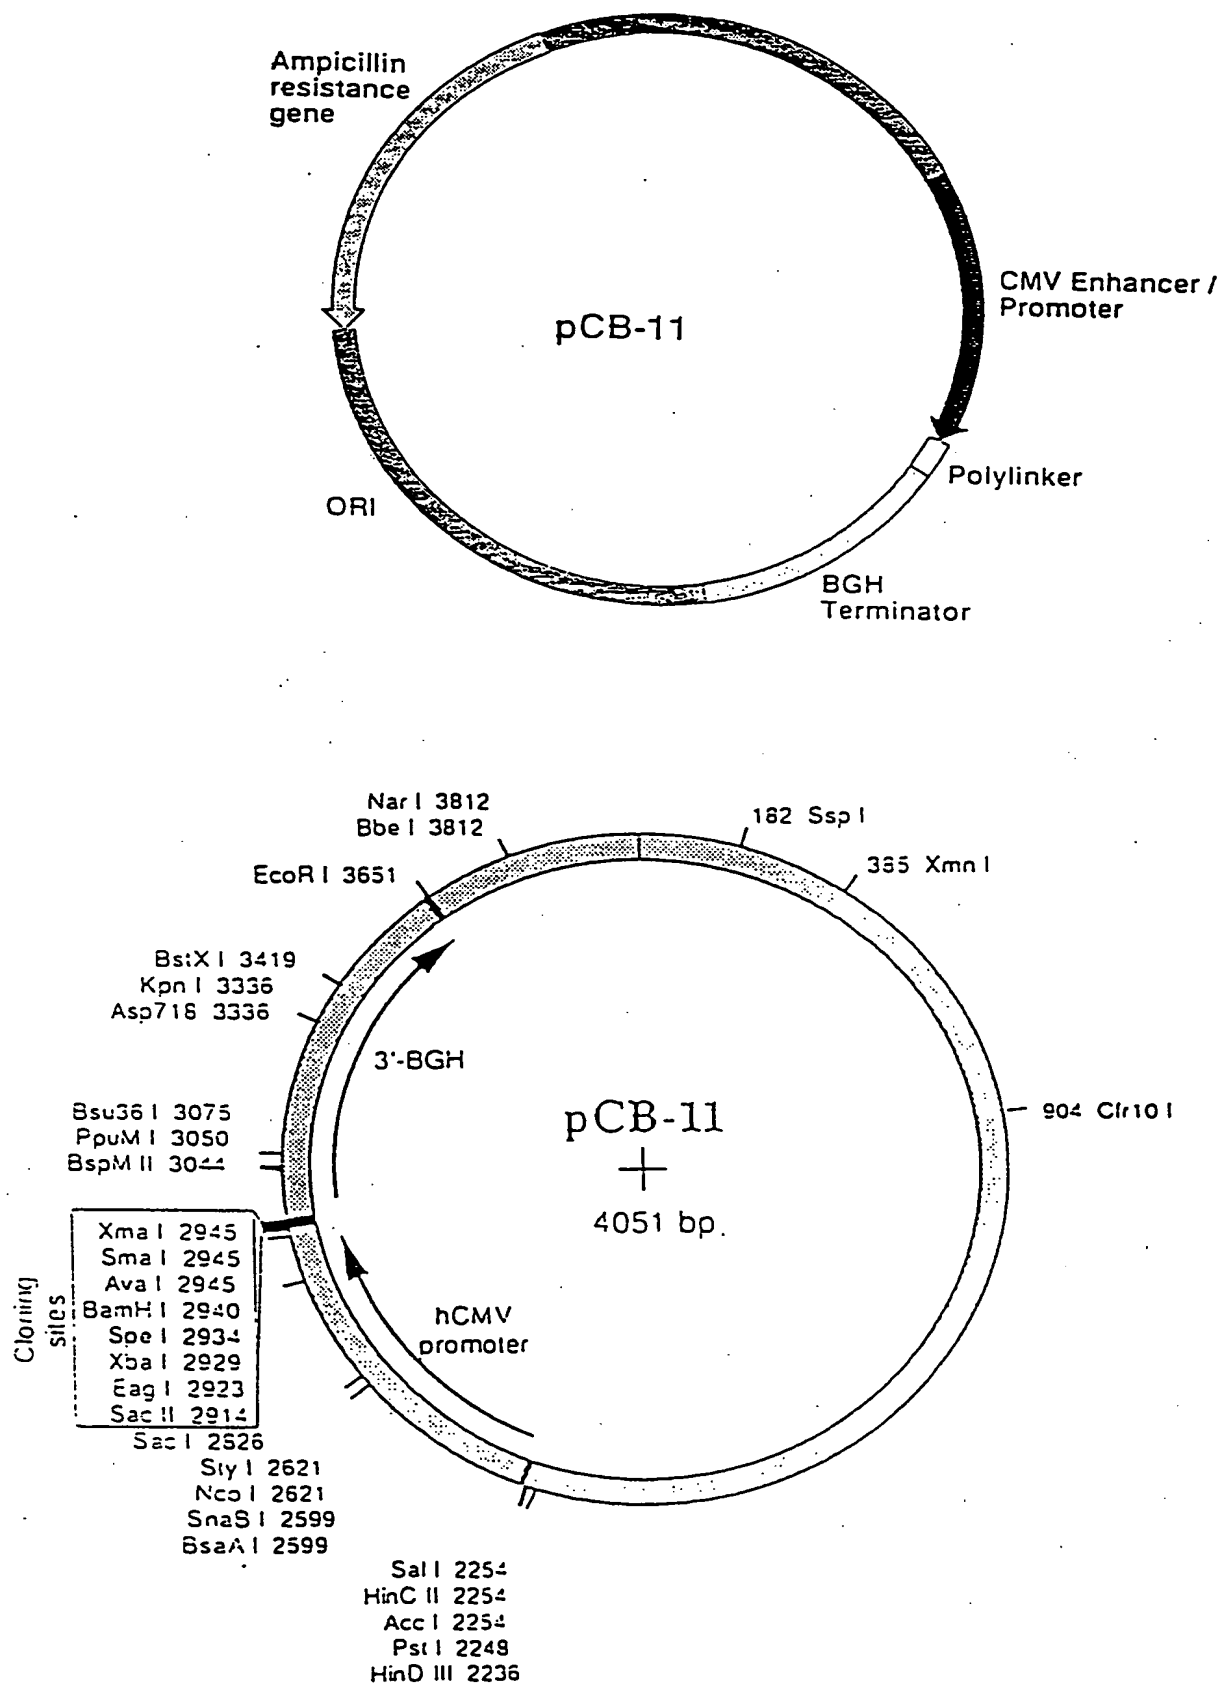 Ampicillin
resistance
gene
CMV Enhancer /
Promoter
pCB-11
Polylinker
ORI
BGH
Terminator
Nar I 3812
Bbe I 3812
EcoR I 3651
182 Ssp I
385 Xmn I
BstX I 3419
Kpn I 3336
Asp718 3336
3'-BGH
904 Cfr10 I
Bsu36 I 3075
PpuM I 3050
BspM II 3044
pCB-11
4051 bp.
Cloning
sites
Xma I 2945
Sma I 2945
Ava I 2945
BamH I 2940
Spe I 2934
Xba I 2929
Eag I 2923
Sac II 2914
hCMV
promoter
Sac I 2826
Sty I 2621
Nco I 2621
SnaB I 2599
BsaA I 2599
Sal I 2254
HinC II 2254
Acc I 2254
Pst I 2248
HinD III 2236